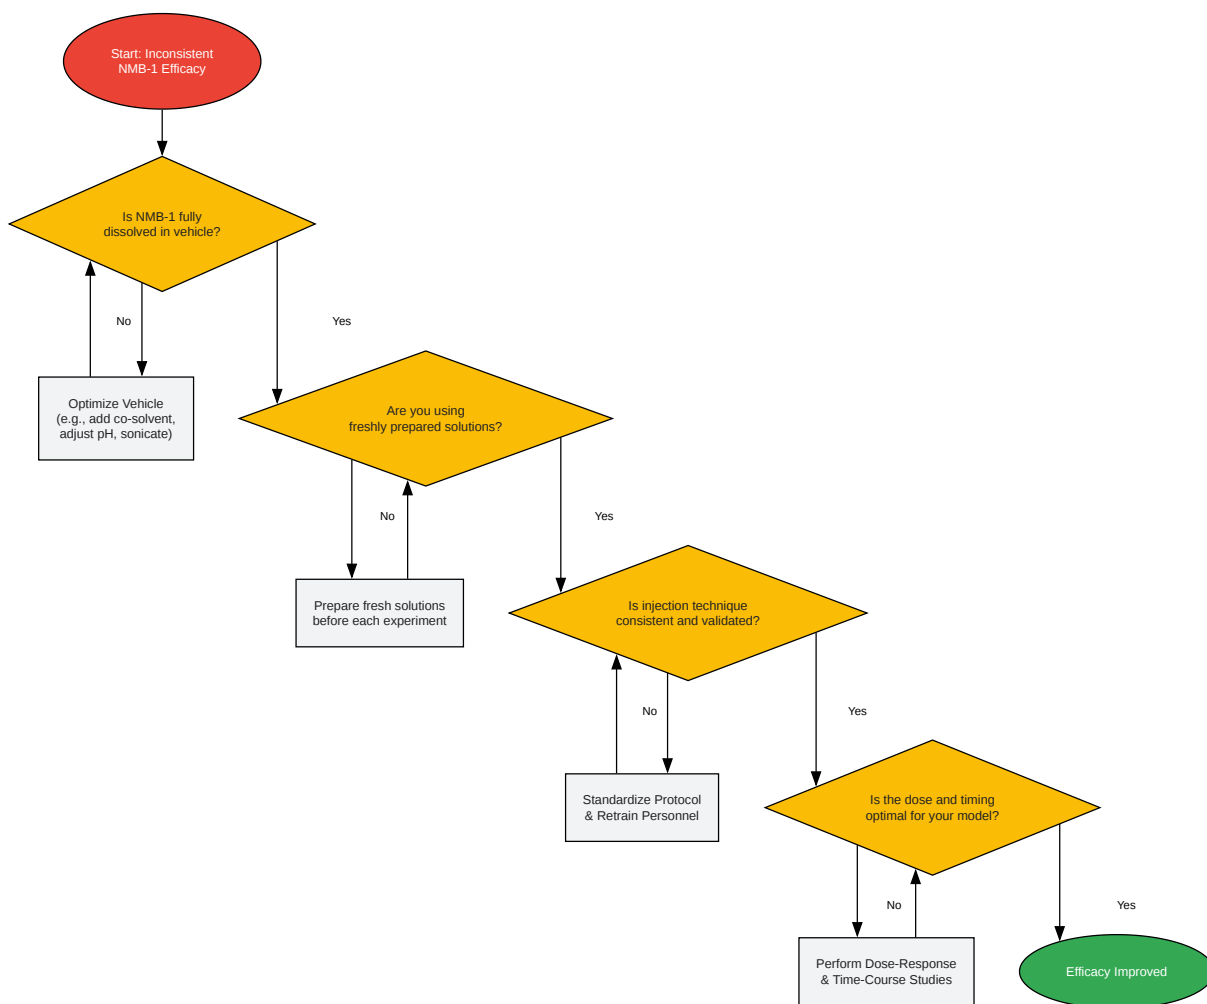 Start: Inconsistent
NMB-1 Efficacy
Is NMB-1 fully
dissolved in vehicle?
No
Yes
Optimize Vehicle
(e.g., add co-solvent,
adjust pH, sonicate)
Are you using
freshly prepared solutions?
No
Yes
Prepare fresh solutions
before each experiment
Is injection technique
consistent and validated?
No
Yes
Standardize Protocol
& Retrain Personnel
Is the dose and timing
optimal for your model?
No
Yes
Perform Dose-Response
& Time-Course Studies
Efficacy Improved